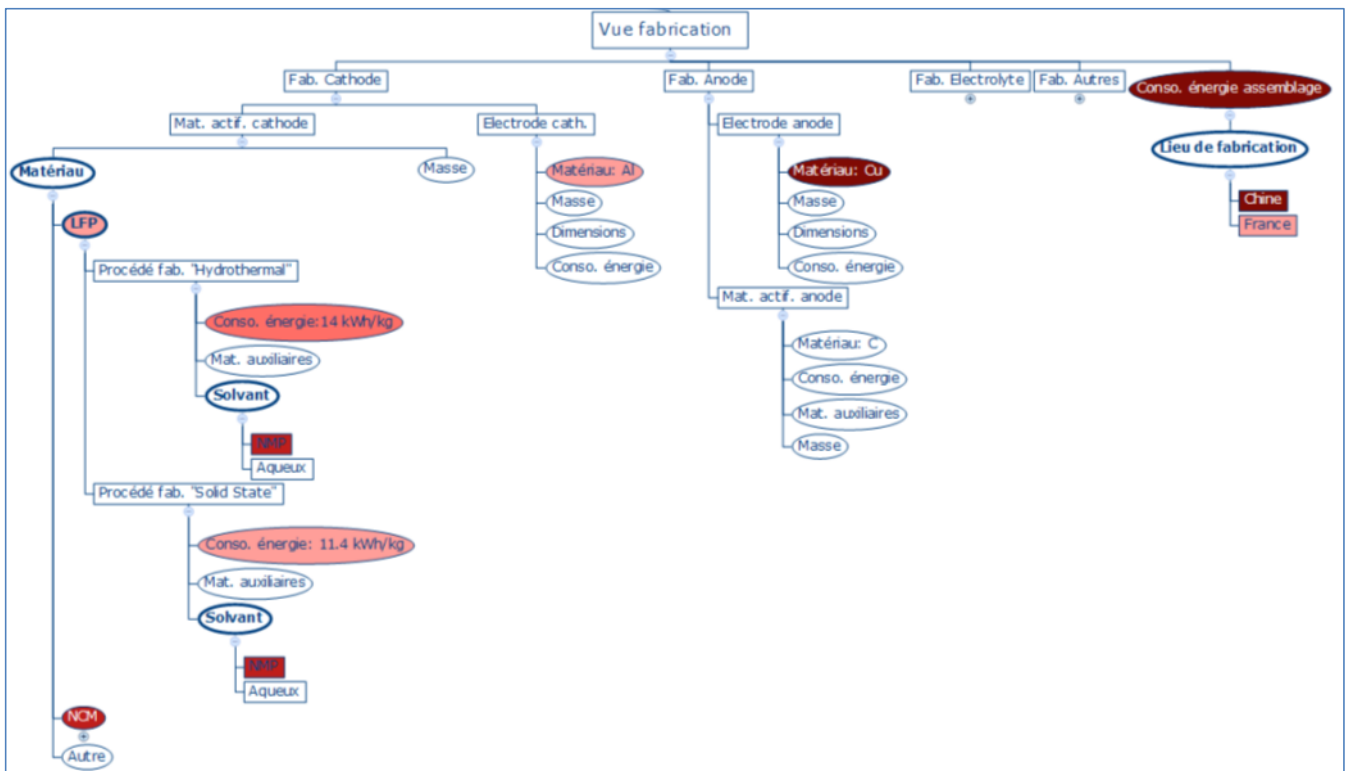 Vue fabrication
Fab. Cathode
Fab. Anode
Fab. Electrolyte
Fab. Autres
Conso. énergie assemblage
Mat. actif. cathode
Electrode cath.
Electrode anode
Lieu de fabrication
Matériau
Masse
Matériau: Al
Matériau: Cu
Chine
Masse
Masse
France
LFP
Dimensions
Dimensions
Procédé fab. "Hydrothermal"
Conso. énergie
Conso. énergie
Mat. actif. anode
Conso. énergie:14 kWh/kg
Matériau: C
Mat. auxiliaires
Conso. énergie
Solvant
Mat. auxiliaires
NMP
Masse
Aqueux
Procédé fab. "Solid State"
Conso. énergie: 11.4 kWh/kg
Mat. auxiliaires
Solvant
NMP
Aqueux
NCM
Autre